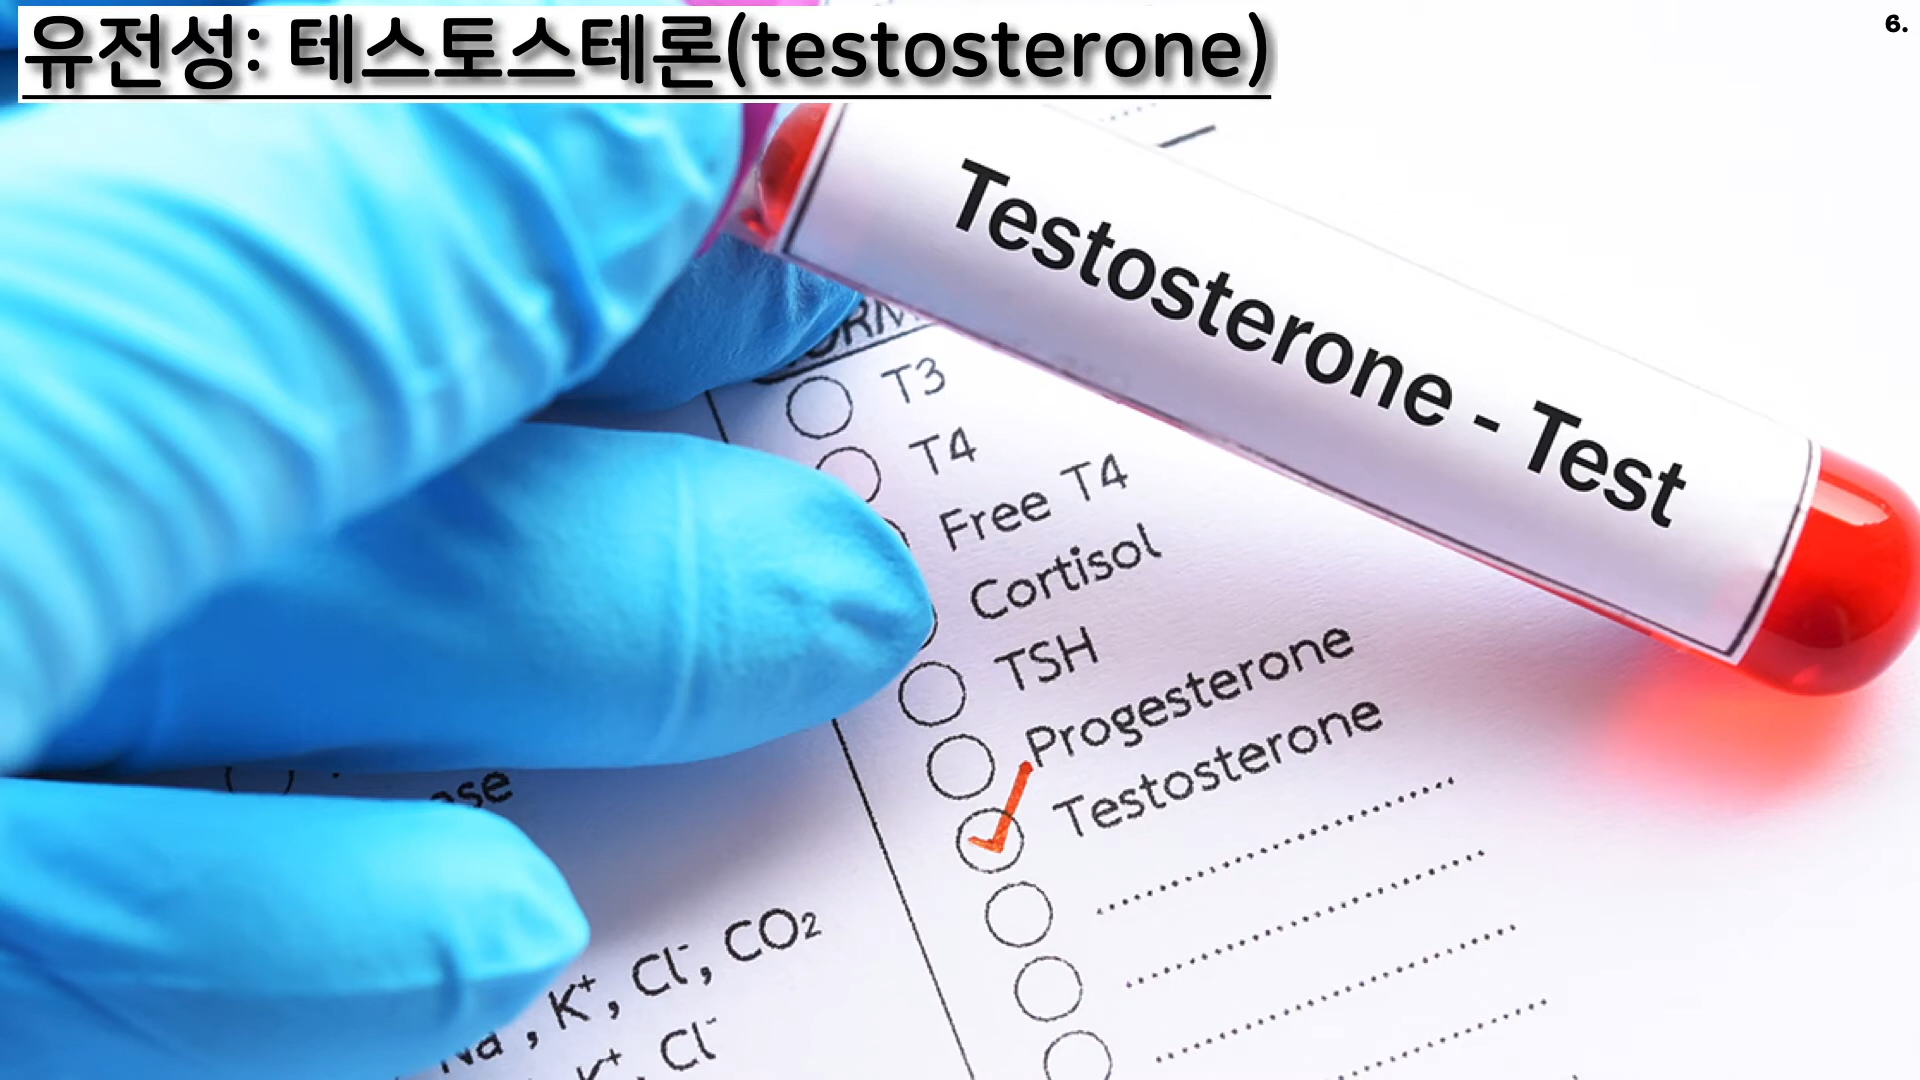 유전성: 테스토스테론(testosterone)
6.
Testosterone - Test
T3
T4
Free T4
Cortisol
TSH
Progesterone
Testosterone
K⁺, Cl⁻, CO₂
K⁺, Cl⁻